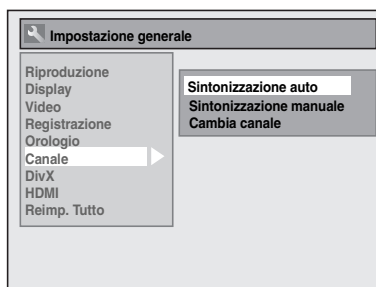 Impostazione generale
Riproduzione
Display
Video
Registrazione
Orologio
Canale
DivX
HDMI
Reimp. Tutto
Sintonizzazione auto
Sintonizzazione manuale
Cambia canale